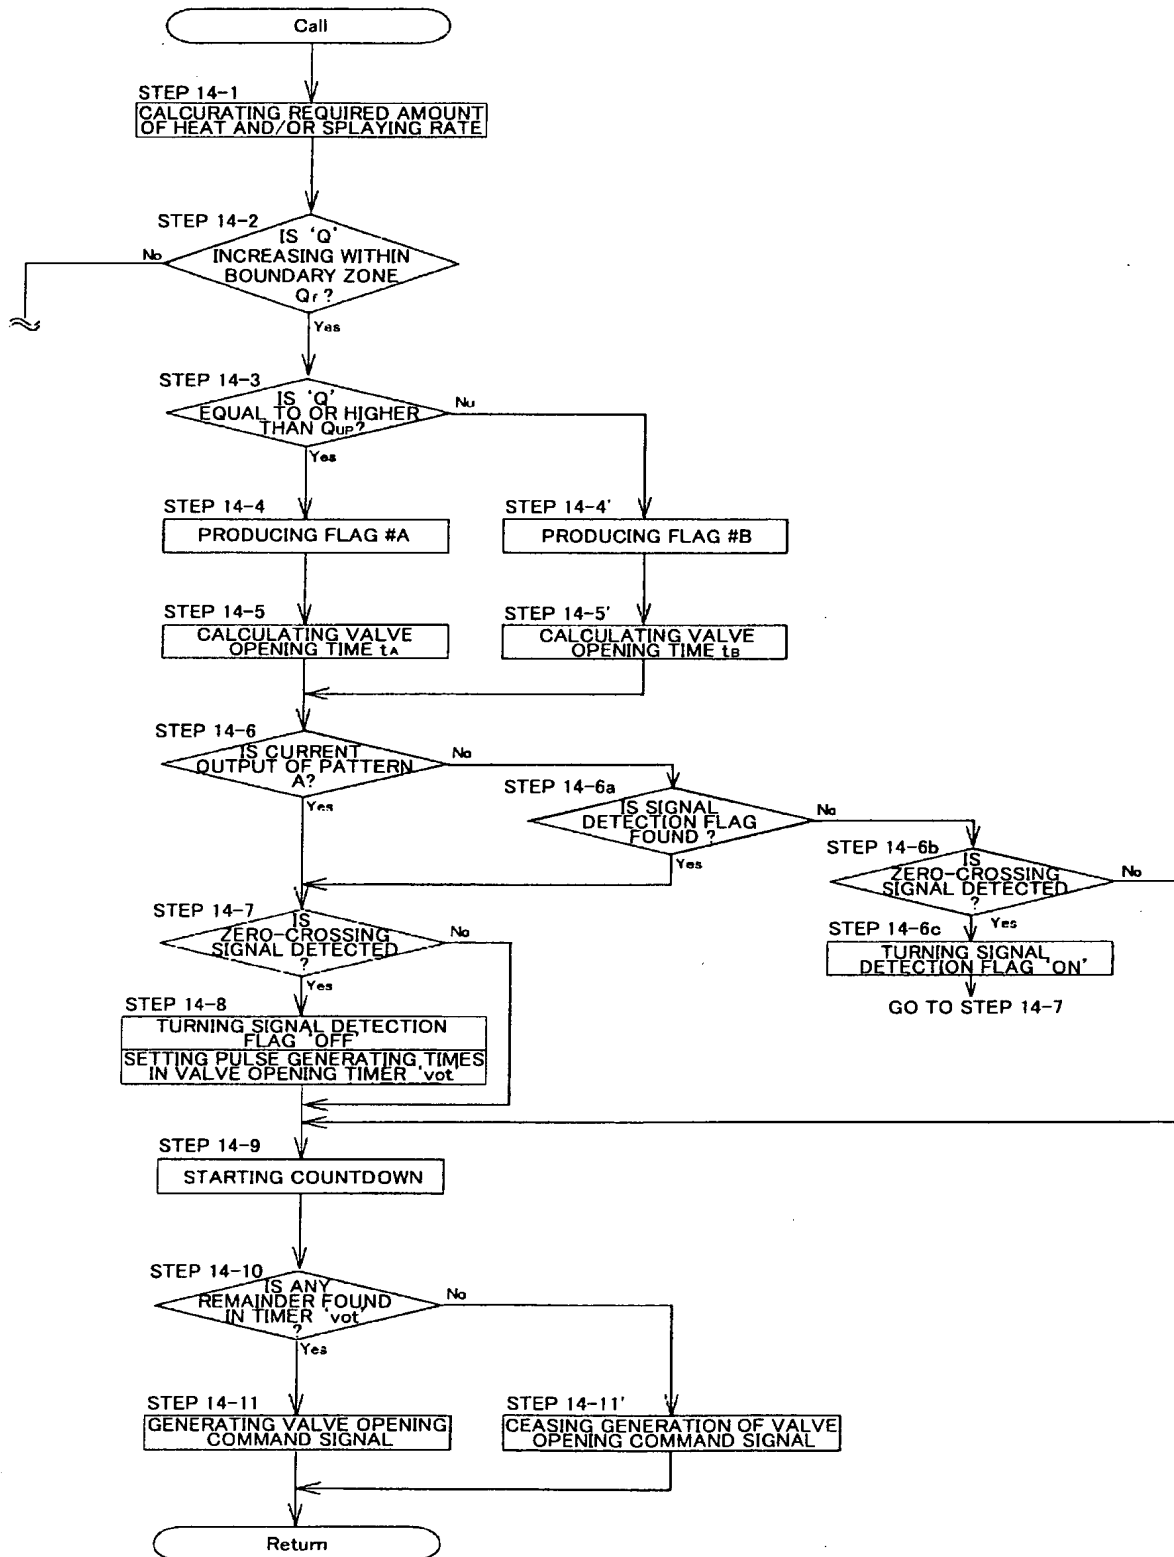 Call
STEP 14-1
CALCURATING REQUIRED AMOUNT
OF HEAT AND/OR SPLAYING RATE
STEP 14-2
IS 'Q'
INCREASING WITHIN
BOUNDARY ZONE
Qr ?
No
Yes
STEP 14-3
IS 'Q'
EQUAL TO OR HIGHER
THAN QUP?
No
Yes
STEP 14-4
PRODUCING FLAG #A
STEP 14-4'
PRODUCING FLAG #B
STEP 14-5
CALCULATING VALVE
OPENING TIME tA
STEP 14-5'
CALCULATING VALVE
OPENING TIME tB
STEP 14-6
IS CURRENT
OUTPUT OF PATTERN
A?
No
Yes
STEP 14-6a
IS SIGNAL
DETECTION FLAG
FOUND ?
No
Yes
STEP 14-6b
IS
ZERO-CROSSING
SIGNAL DETECTED
?
No
Yes
STEP 14-6c
TURNING SIGNAL
DETECTION FLAG 'ON'
GO TO STEP 14-7
STEP 14-7
IS
ZERO-CROSSING
SIGNAL DETECTED
?
No
Yes
STEP 14-8
TURNING SIGNAL DETECTION
FLAG 'OFF'
SETTING PULSE GENERATING TIMES
IN VALVE OPENING TIMER 'vot'
STEP 14-9
STARTING COUNTDOWN
STEP 14-10
IS ANY
REMAINDER FOUND
IN TIMER 'vot'
?
No
Yes
STEP 14-11
GENERATING VALVE OPENING
COMMAND SIGNAL
STEP 14-11'
CEASING GENERATION OF VALVE
OPENING COMMAND SIGNAL
Return